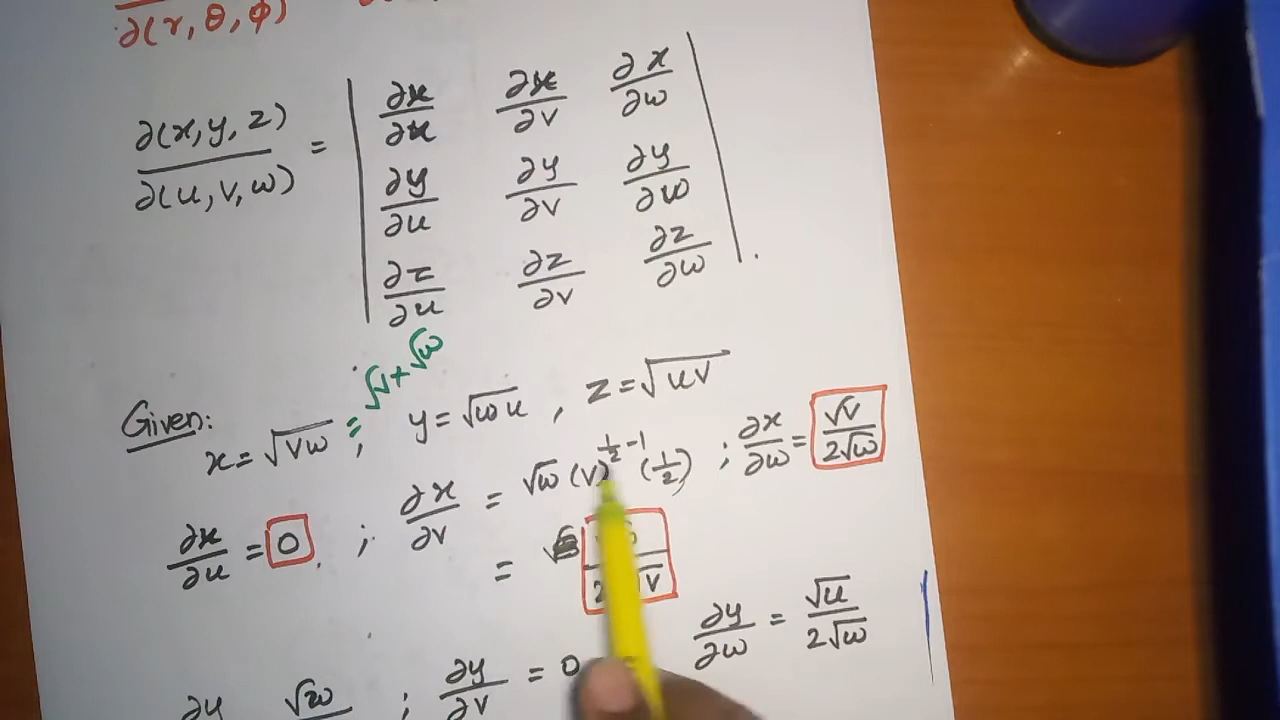 ∂(r, θ, φ)
∂(x, y, z) / ∂(u, v, w) = | ∂x/∂x ∂x/∂v ∂x/∂w |
| ∂y/∂u ∂y/∂v ∂y/∂w |
| ∂z/∂u ∂z/∂v ∂z/∂w | .
Given: x = √vw = √v + √w ; y = √wu , z = √uv
∂x/∂u = 0 . ; ∂x/∂v = √w (v)^(1/2 - 1) (1/2) ; ∂x/∂w = √v / 2√w
=
∂y √w ; ∂y/∂v = 0 ∂y/∂w = √u / 2√w